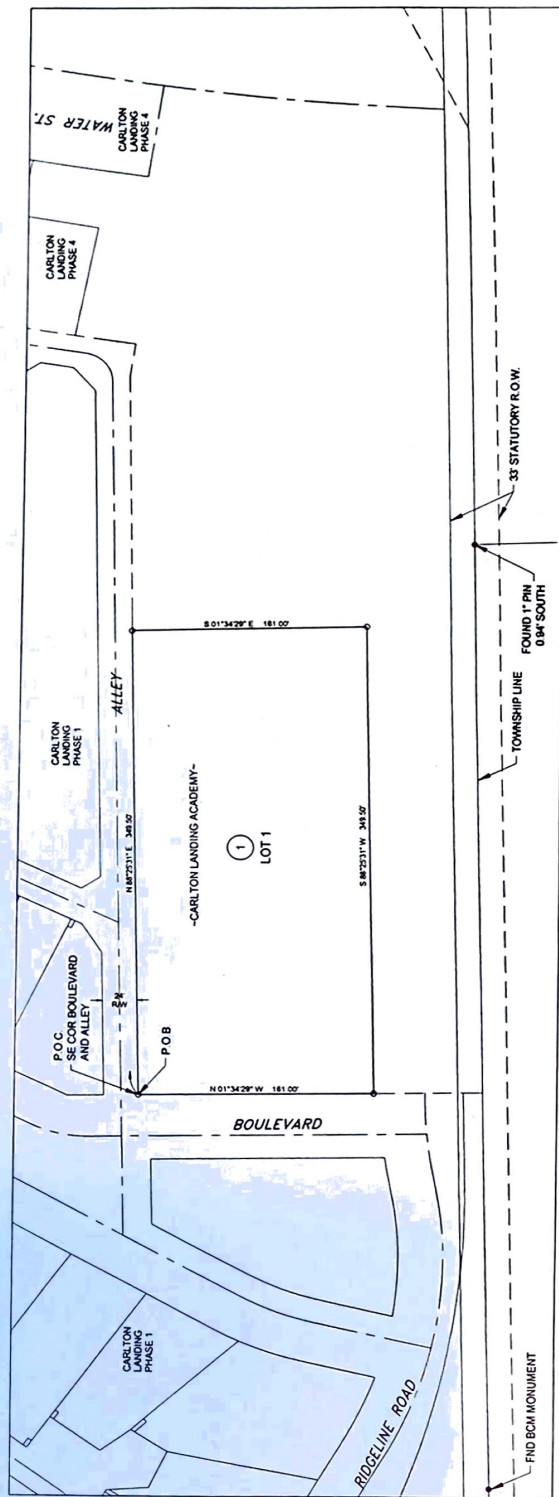 WATER ST.
CARLTON
LANDING
PHASE 4
CARLTON
LANDING
PHASE 4
CARLTON
LANDING
PHASE 1
ALLEY
N 88°25'31" E 349.50'
S 01°34'29" E 161.00'
~CARLTON LANDING ACADEMY~
1
LOT 1
S 88°25'31" W 349.50'
N 01°34'29" W 161.00'
P.O.C
SE COR BOULEVARD
AND ALLEY
R/W
P.O.B
BOULEVARD
CARLTON
LANDING
PHASE 1
RIDGELINE ROAD
33' STATUTORY R.O.W.
FOUND 1" PIN
0.94' SOUTH
TOWNSHIP LINE
FND BCM MONUMENT